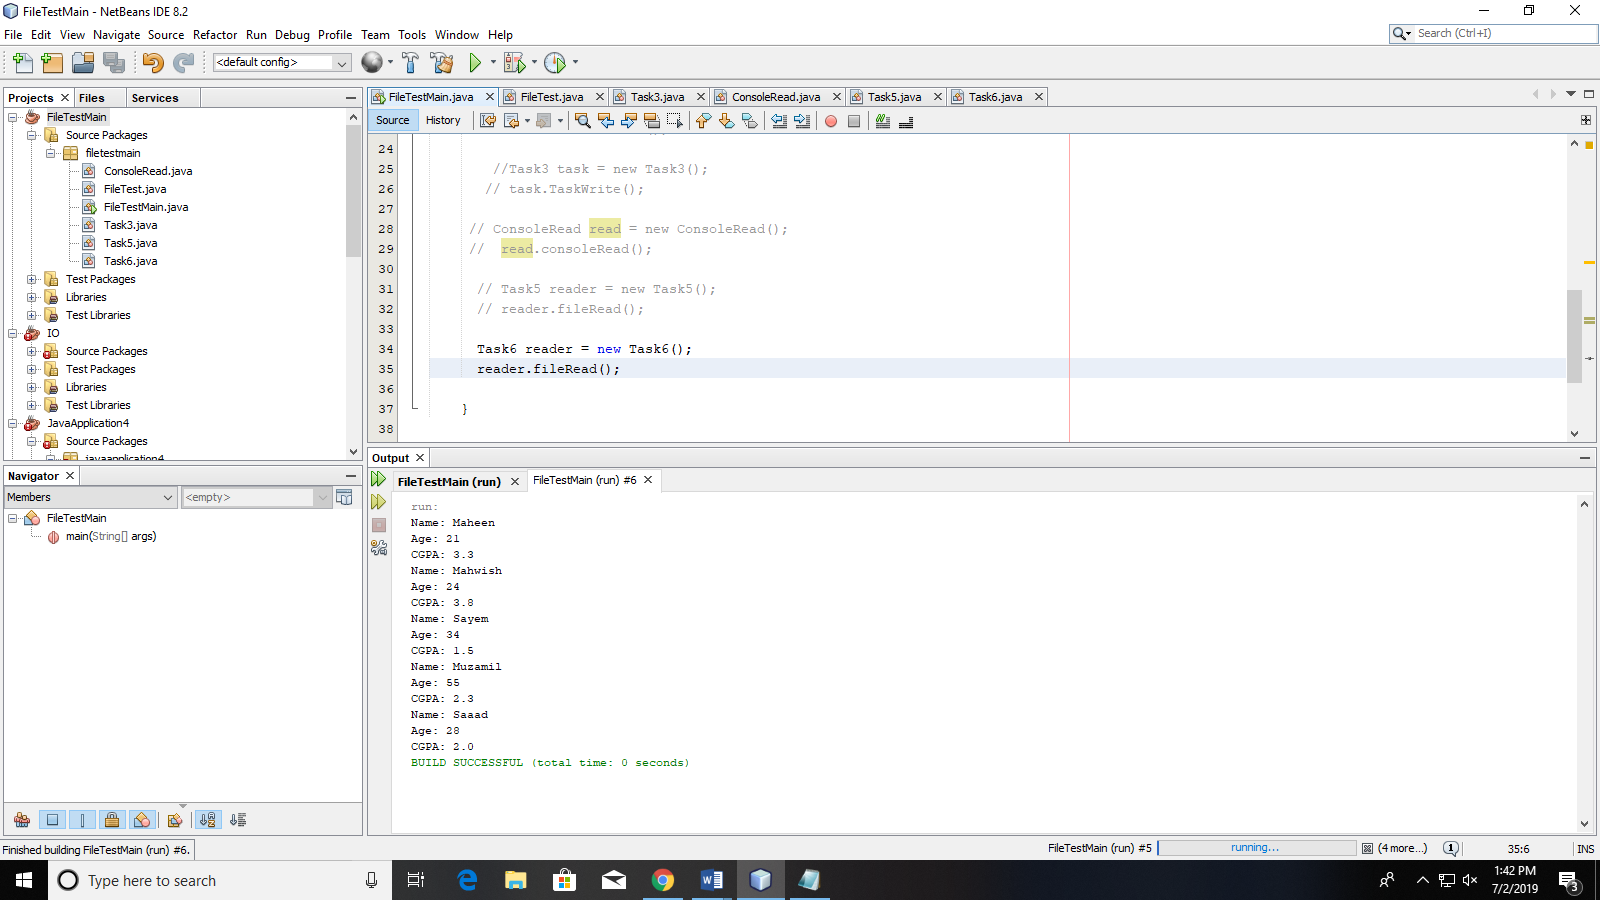 FileTestMain - NetBeans IDE 8.2
File Edit View Navigate Source Refactor Run Debug Profile Team Tools Window Help
Search (Ctrl+I)
<default config>
Projects Files Services
FileTestMain
Source Packages
filetestmain
ConsoleRead.java
FileTest.java
FileTestMain.java
Task3.java
Task5.java
Task6.java
Test Packages
Libraries
Test Libraries
IO
Source Packages
Test Packages
Libraries
Test Libraries
JavaApplication4
Source Packages
javaapplication4
Navigator
Members
<empty>
FileTestMain
main(String[] args)
FileTestMain.java FileTest.java Task3.java ConsoleRead.java Task5.java Task6.java
Source History
24
25 //Task3 task = new Task3();
26 // task.TaskWrite();
27
28 // ConsoleRead read = new ConsoleRead();
29 // read.consoleRead();
30
31 // Task5 reader = new Task5();
32 // reader.fileRead();
33
34 Task6 reader = new Task6();
35 reader.fileRead();
36
37 }
38
Output
FileTestMain (run) FileTestMain (run) #6
run:
Name: Maheen
Age: 21
CGPA: 3.3
Name: Mahwish
Age: 24
CGPA: 3.8
Name: Sayem
Age: 34
CGPA: 1.5
Name: Muzamil
Age: 55
CGPA: 2.3
Name: Saaad
Age: 28
CGPA: 2.0
BUILD SUCCESSFUL (total time: 0 seconds)
Finished building FileTestMain (run) #6.
FileTestMain (run) #5 running... (4 more...) 1 35:6 INS
Type here to search
1:42 PM
7/2/2019
3